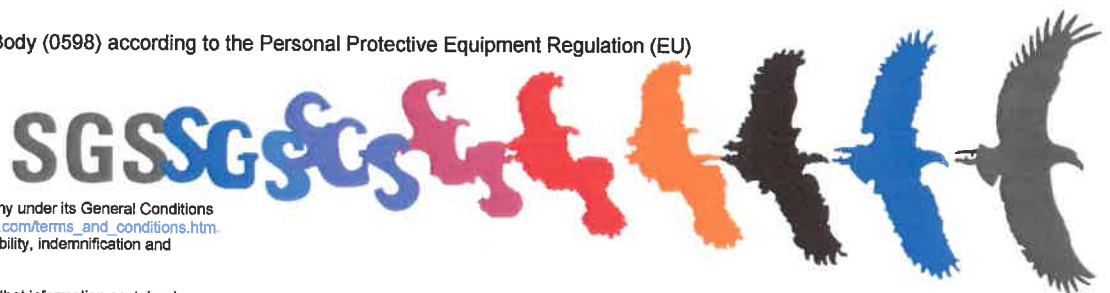 Body (0598) according to the Personal Protective Equipment Regulation (EU)
SGSSGSSGS
ny under its General Conditions
.com/terms_and_conditions.htm.
bility, indemnification and